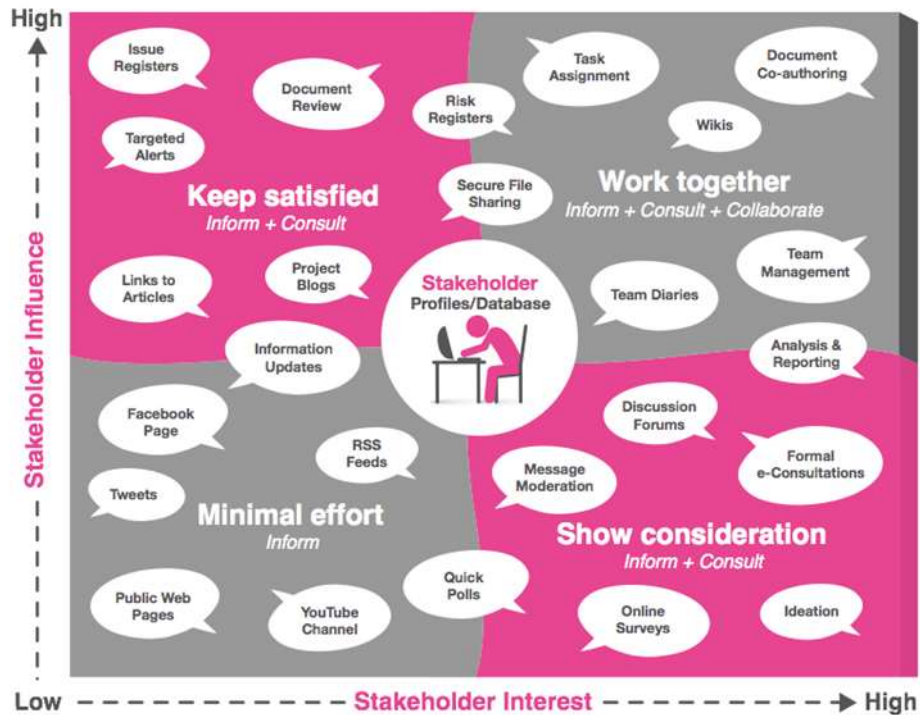 High
Stakeholder Influence
Issue
Registers
Document
Review
Risk
Registers
Targeted
Alerts
Secure File
Sharing
Keep satisfied
Inform + Consult
Links to
Articles
Project
Blogs
Task
Assignment
Document
Co-authoring
Wikis
Work together
Inform + Consult + Collaborate
Team
Management
Team Diaries
Analysis &
Reporting
Stakeholder
Profiles/Database
Information
Updates
Facebook
Page
RSS
Feeds
Tweets
Minimal effort
Inform
Public Web
Pages
YouTube
Channel
Quick
Polls
Discussion
Forums
Message
Moderation
Formal
e-Consultations
Show consideration
Inform + Consult
Online
Surveys
Ideation
Low
Stakeholder Interest
High